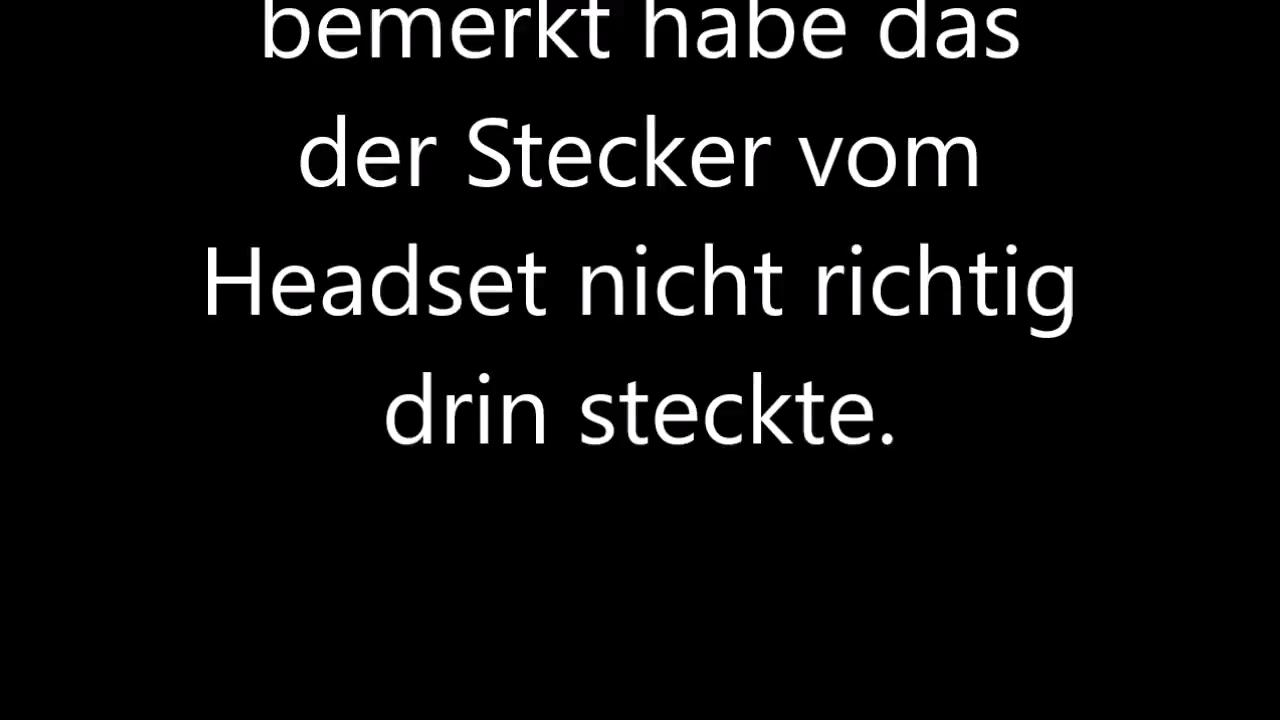 bemerkt habe das
der Stecker vom
Headset nicht richtig
drin steckte.